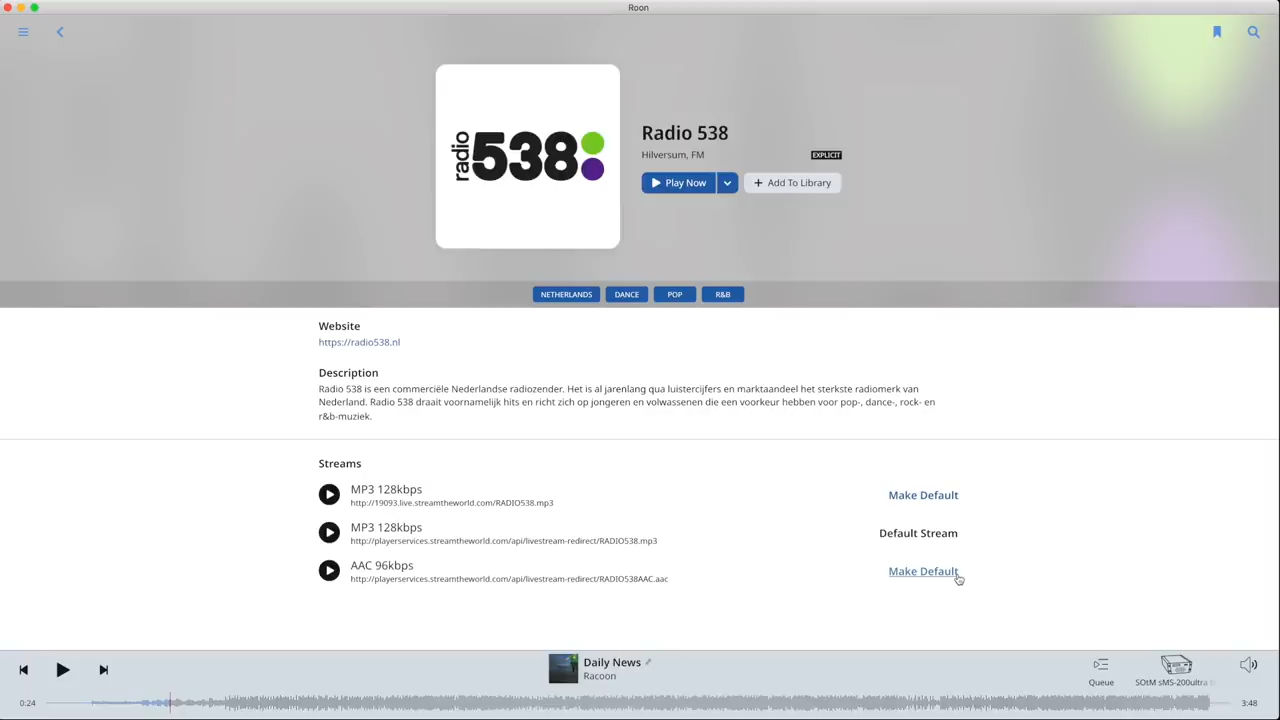 Roon
radio 538
Radio 538
Hilversum, FM
EXPLICIT
Play Now
+ Add To Library
NETHERLANDS
DANCE
POP
R&B
Website
https://radio538.nl
Description
Radio 538 is een commerciële Nederlandse radiozender. Het is al jarenlang qua luistercijfers en marktaandeel het sterkste radiomerk van
Nederland. Radio 538 draait voornamelijk hits en richt zich op jongeren en volwassenen die een voorkeur hebben voor pop-, dance-, rock- en
r&b-muziek.
Streams
MP3 128kbps
http://19093.live.streamtheworld.com/RADIO538.mp3
Make Default
MP3 128kbps
http://playerservices.streamtheworld.com/api/livestream-redirect/RADIO538.mp3
Default Stream
AAC 96kbps
http://playerservices.streamtheworld.com/api/livestream-redirect/RADIO538AAC.aac
Make Default
Daily News
Racoon
Queue
SOtM sMS-200ultra
0:24
3:48